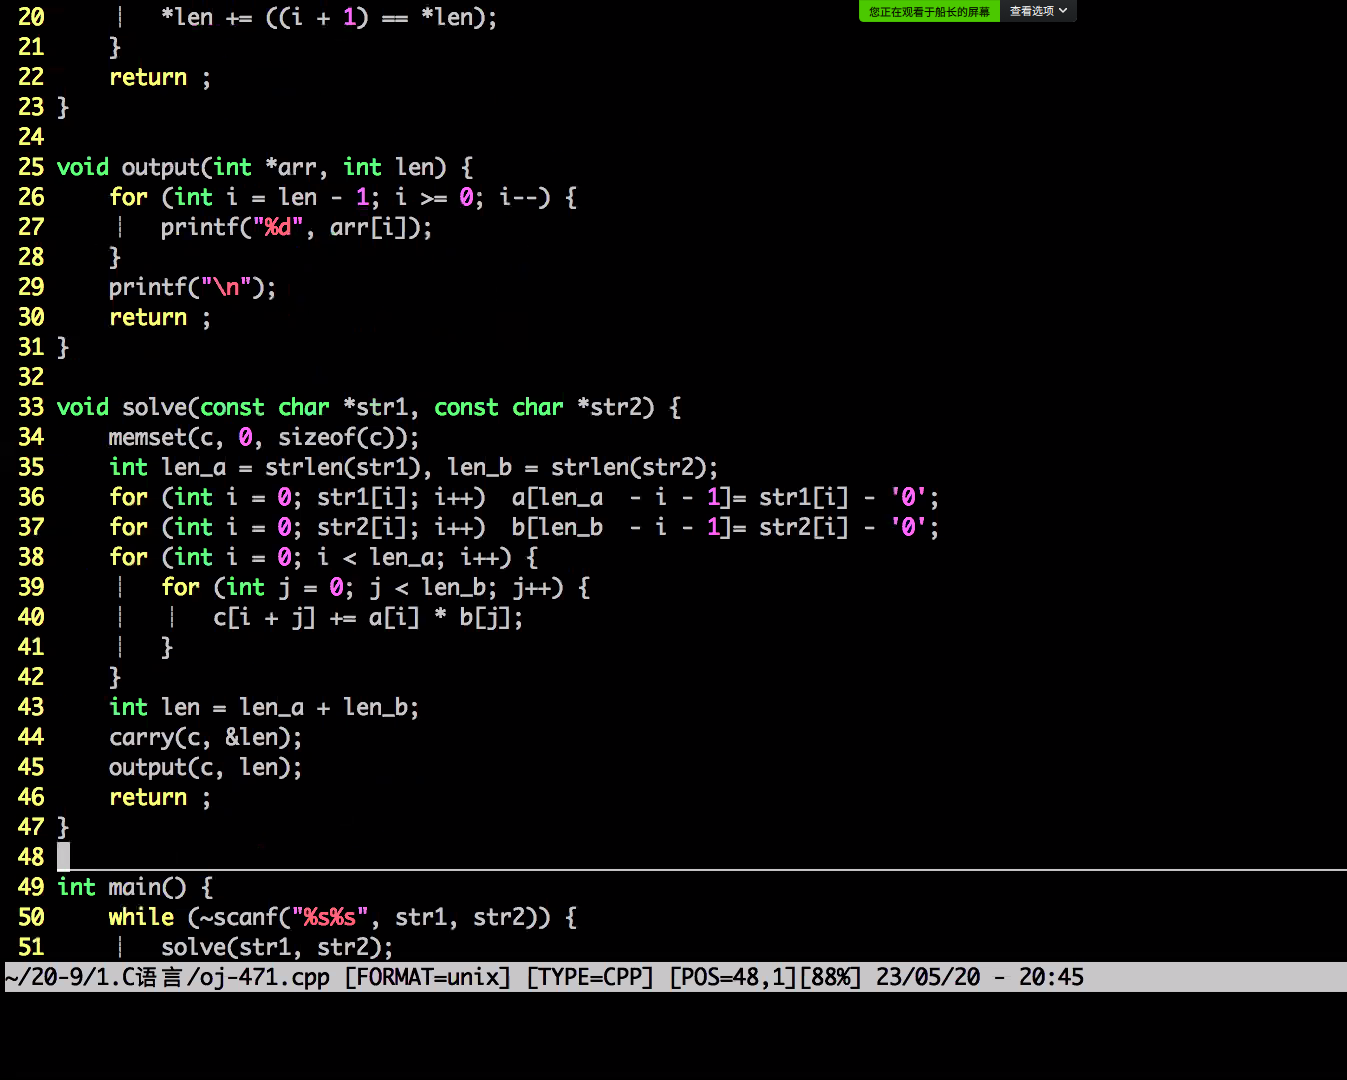 您正在观看于船长的屏幕 查看选项
20 *len += ((i + 1) == *len);
21 }
22 return ;
23 }
24
25 void output(int *arr, int len) {
26 for (int i = len - 1; i >= 0; i--) {
27 printf("%d", arr[i]);
28 }
29 printf("\n");
30 return ;
31 }
32
33 void solve(const char *str1, const char *str2) {
34 memset(c, 0, sizeof(c));
35 int len_a = strlen(str1), len_b = strlen(str2);
36 for (int i = 0; str1[i]; i++)  a[len_a  - i - 1]= str1[i] - '0';
37 for (int i = 0; str2[i]; i++)  b[len_b  - i - 1]= str2[i] - '0';
38 for (int i = 0; i < len_a; i++) {
39 for (int j = 0; j < len_b; j++) {
40 c[i + j] += a[i] * b[j];
41 }
42 }
43 int len = len_a + len_b;
44 carry(c, &len);
45 output(c, len);
46 return ;
47 }
48
49 int main() {
50 while (~scanf("%s%s", str1, str2)) {
51 solve(str1, str2);
~/20-9/1.C语言/oj-471.cpp [FORMAT=unix] [TYPE=CPP] [POS=48,1][88%] 23/05/20 - 20:45